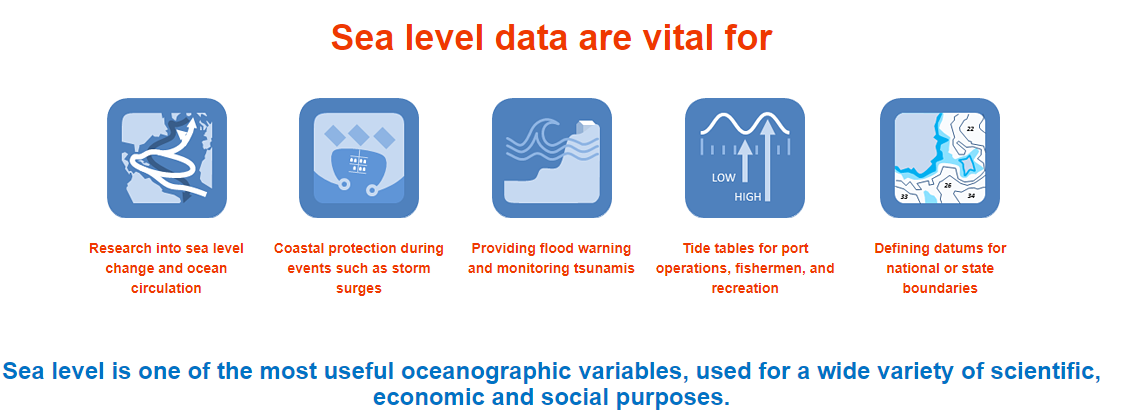 Sea level data are vital for
LOW
HIGH
22
26
33
34
Research into sea level
change and ocean
circulation
Coastal protection during
events such as storm
surges
Providing flood warning
and monitoring tsunamis
Tide tables for port
operations, fishermen, and
recreation
Defining datums for
national or state
boundaries
Sea level is one of the most useful oceanographic variables, used for a wide variety of scientific,
economic and social purposes.